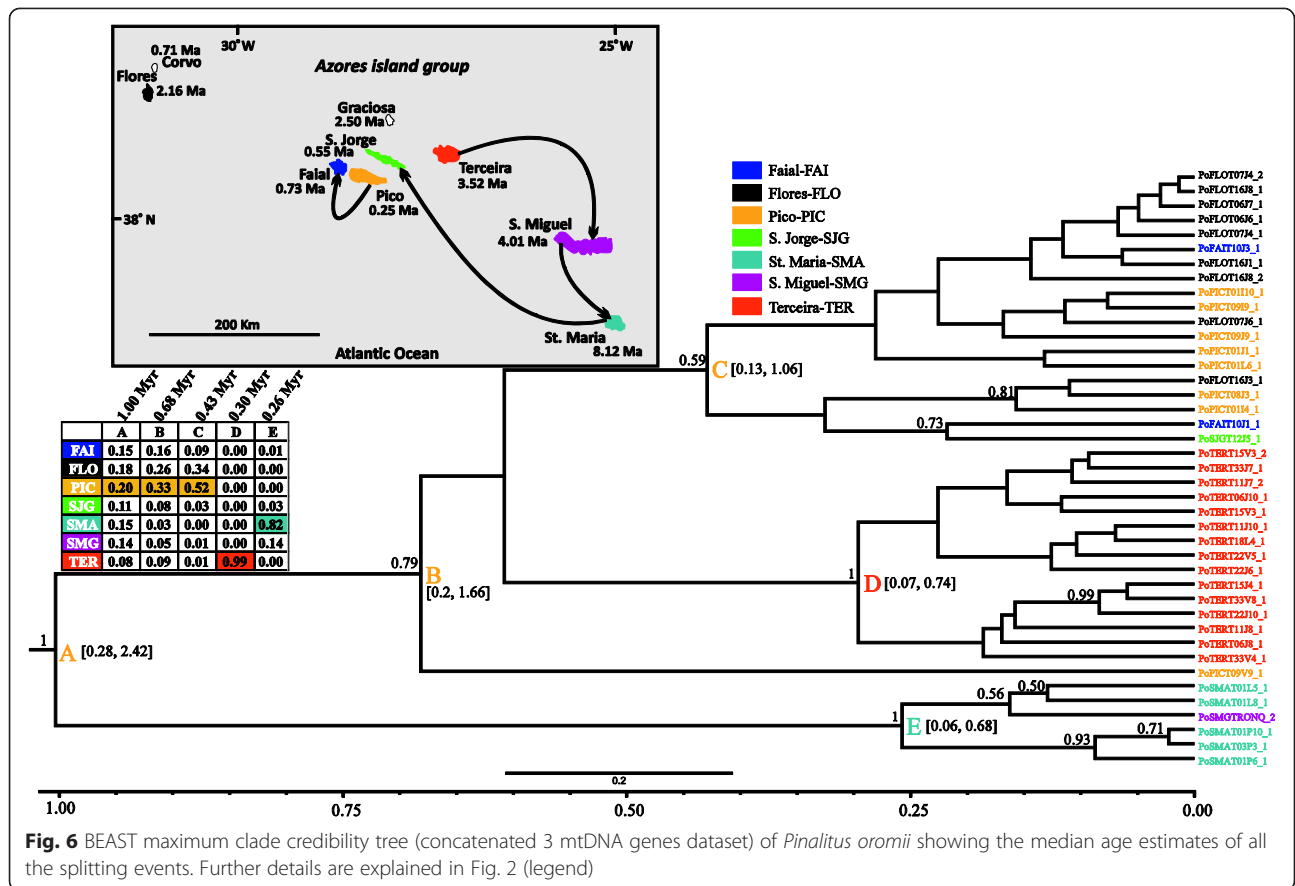 30°W
25°W
Azores island group
0.71 Ma
Corvo
Flores
2.16 Ma
Graciosa
2.50 Ma
S. Jorge
0.55 Ma
Faial
0.73 Ma
Pico
0.25 Ma
Terceira
3.52 Ma
38° N
S. Miguel
4.01 Ma
200 Km
St. Maria
8.12 Ma
Atlantic Ocean
Faial-FAI
Flores-FLO
Pico-PIC
S. Jorge-SJG
St. Maria-SMA
S. Miguel-SMG
Terceira-TER
1.00 Myr 0.68 Myr 0.43 Myr 0.30 Myr 0.26 Myr
A B C D E
FAI 0.15 0.16 0.09 0.00 0.01
FLO 0.18 0.26 0.34 0.00 0.00
PIC 0.20 0.33 0.52 0.00 0.00
SJG 0.11 0.08 0.03 0.00 0.03
SMA 0.15 0.03 0.00 0.00 0.82
SMG 0.14 0.05 0.01 0.00 0.14
TER 0.08 0.09 0.01 0.99 0.00
PoFLOT07J4_2
PoFLOT16J8_1
PoFLOT06J7_1
PoFLOT06J6_1
PoFLOT07J4_1
PoFAIT10J3_1
PoFLOT16J1_1
PoFLOT16J8_2
PoPICT01I10_1
PoPICT09I9_1
PoFLOT07J6_1
PoPICT09J9_1
PoPICT01J1_1
PoPICT01L6_1
PoFLOT16J3_1
PoPICT08J3_1
PoPICT01I4_1
PoFAIT10J1_1
PoSJGT12J5_1
PoTERT15V3_2
PoTERT33J7_1
PoTERT11J7_2
PoTERT06J10_1
PoTERT15V3_1
PoTERT11J10_1
PoTERT18L4_1
PoTERT22V5_1
PoTERT22J6_1
PoTERT15J4_1
PoTERT33V8_1
PoTERT22J10_1
PoTERT11J8_1
PoTERT06J8_1
PoTERT33V4_1
PoPICT09V9_1
PoSMAT01L5_1
PoSMAT01L8_1
PoSMGTRONQ_2
PoSMAT01P10_1
PoSMAT03P3_1
PoSMAT01P6_1
0.59
C [0.13, 1.06]
0.81
0.73
0.79
B
[0.2, 1.66]
1
D [0.07, 0.74]
0.99
1
A [0.28, 2.42]
0.50
0.56
1
E [0.06, 0.68]
0.71
0.93
0.2
1.00 0.75 0.50 0.25 0.00
Fig. 6 BEAST maximum clade credibility tree (concatenated 3 mtDNA genes dataset) of Pinalitus oromii showing the median age estimates of all
the splitting events. Further details are explained in Fig. 2 (legend)